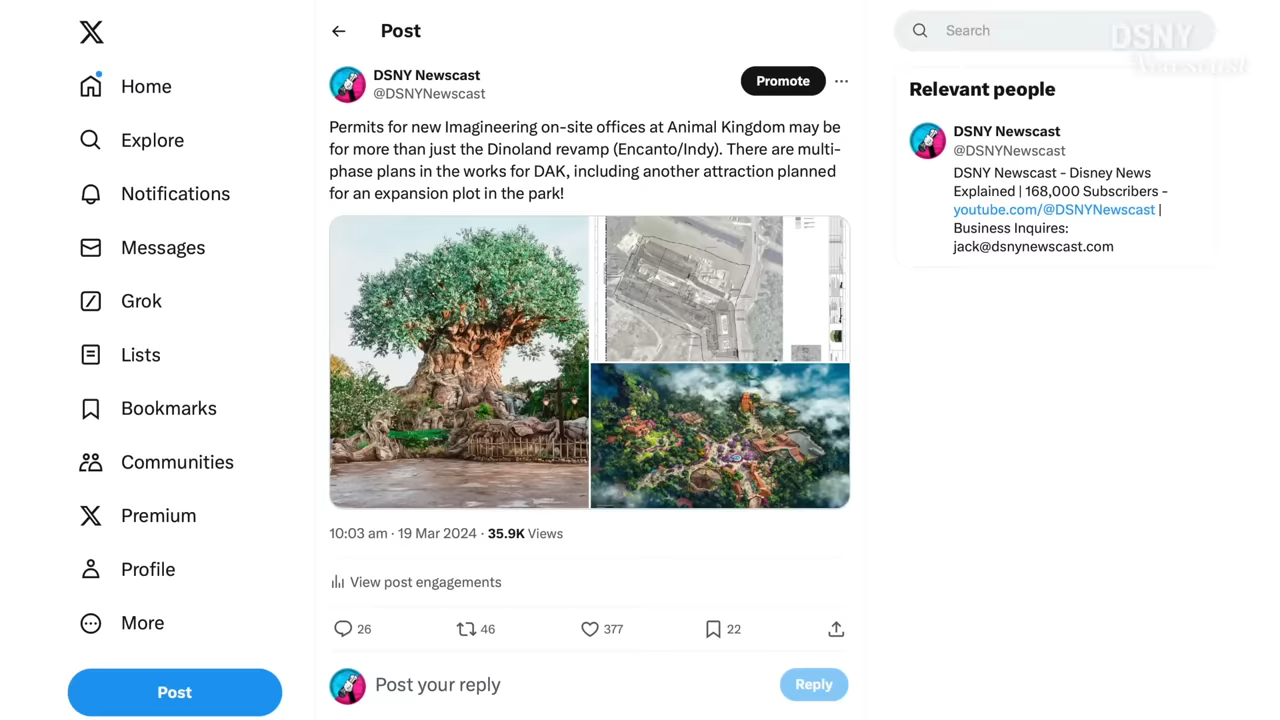 Home
Explore
Notifications
Messages
Grok
Lists
Bookmarks
Communities
Premium
Profile
More
Post
Post
DSNY Newscast
@DSNYNewscast
Promote
Permits for new Imagineering on-site offices at Animal Kingdom may be
for more than just the Dinoland revamp (Encanto/Indy). There are multi-
phase plans in the works for DAK, including another attraction planned
for an expansion plot in the park!
10:03 am · 19 Mar 2024 · 35.9K Views
View post engagements
26 46 377 22
Post your reply
Reply
Search
DSNY
Newscast
Relevant people
DSNY Newscast
@DSNYNewscast
DSNY Newscast - Disney News
Explained | 168,000 Subscribers -
youtube.com/@DSNYNewscast |
Business Inquires:
jack@dsnynewscast.com